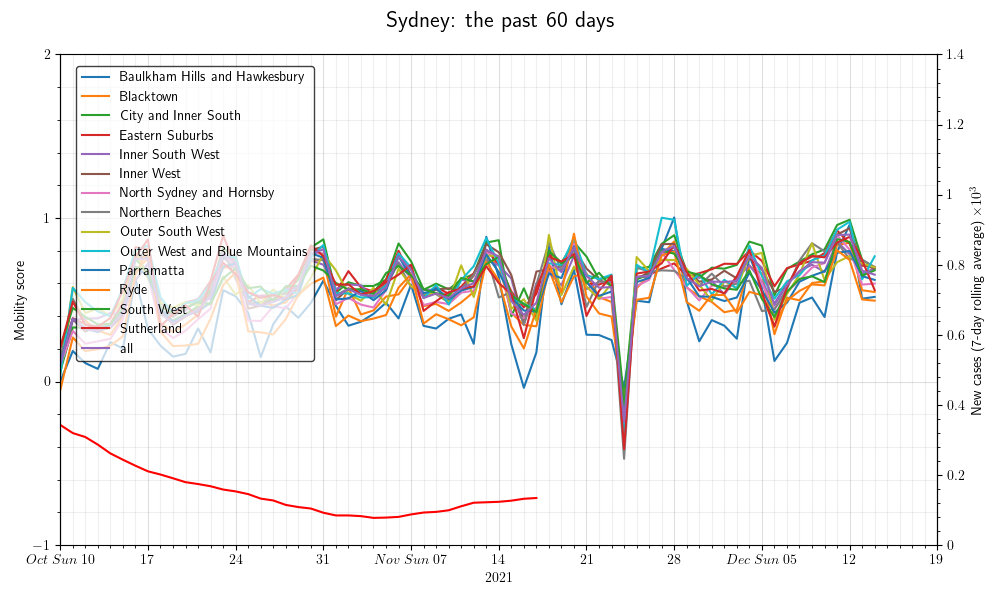 Sydney: the past 60 days
2
1
0
−1
Mobility score
Baulkham Hills and Hawkesbury
Blacktown
City and Inner South
Eastern Suburbs
Inner South West
Inner West
North Sydney and Hornsby
Northern Beaches
Outer South West
Outer West and Blue Mountains
Parramatta
Ryde
South West
Sutherland
all
1.4
1.2
1
0.8
0.6
0.4
0.2
0
New cases (7-day rolling average) ×10³
Oct Sun 10 17 24 31 Nov Sun 07 14 21 28 Dec Sun 05 12 19
2021